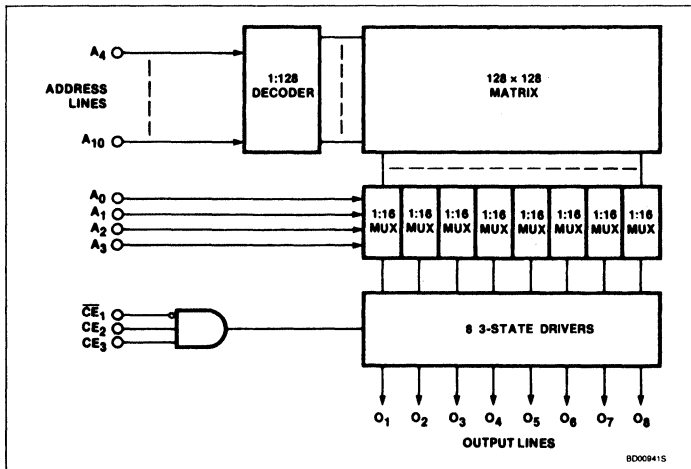 A4
ADDRESS
LINES
A10
1:128
DECODER
128 × 128
MATRIX
A0
A1
A2
A3
1:16
MUX
1:16
MUX
1:16
MUX
1:16
MUX
1:16
MUX
1:16
MUX
1:16
MUX
1:16
MUX
C̅E̅1
CE2
CE3
8 3-STATE DRIVERS
O1 O2 O3 O4 O5 O6 O7 O8
OUTPUT LINES
BD00941S